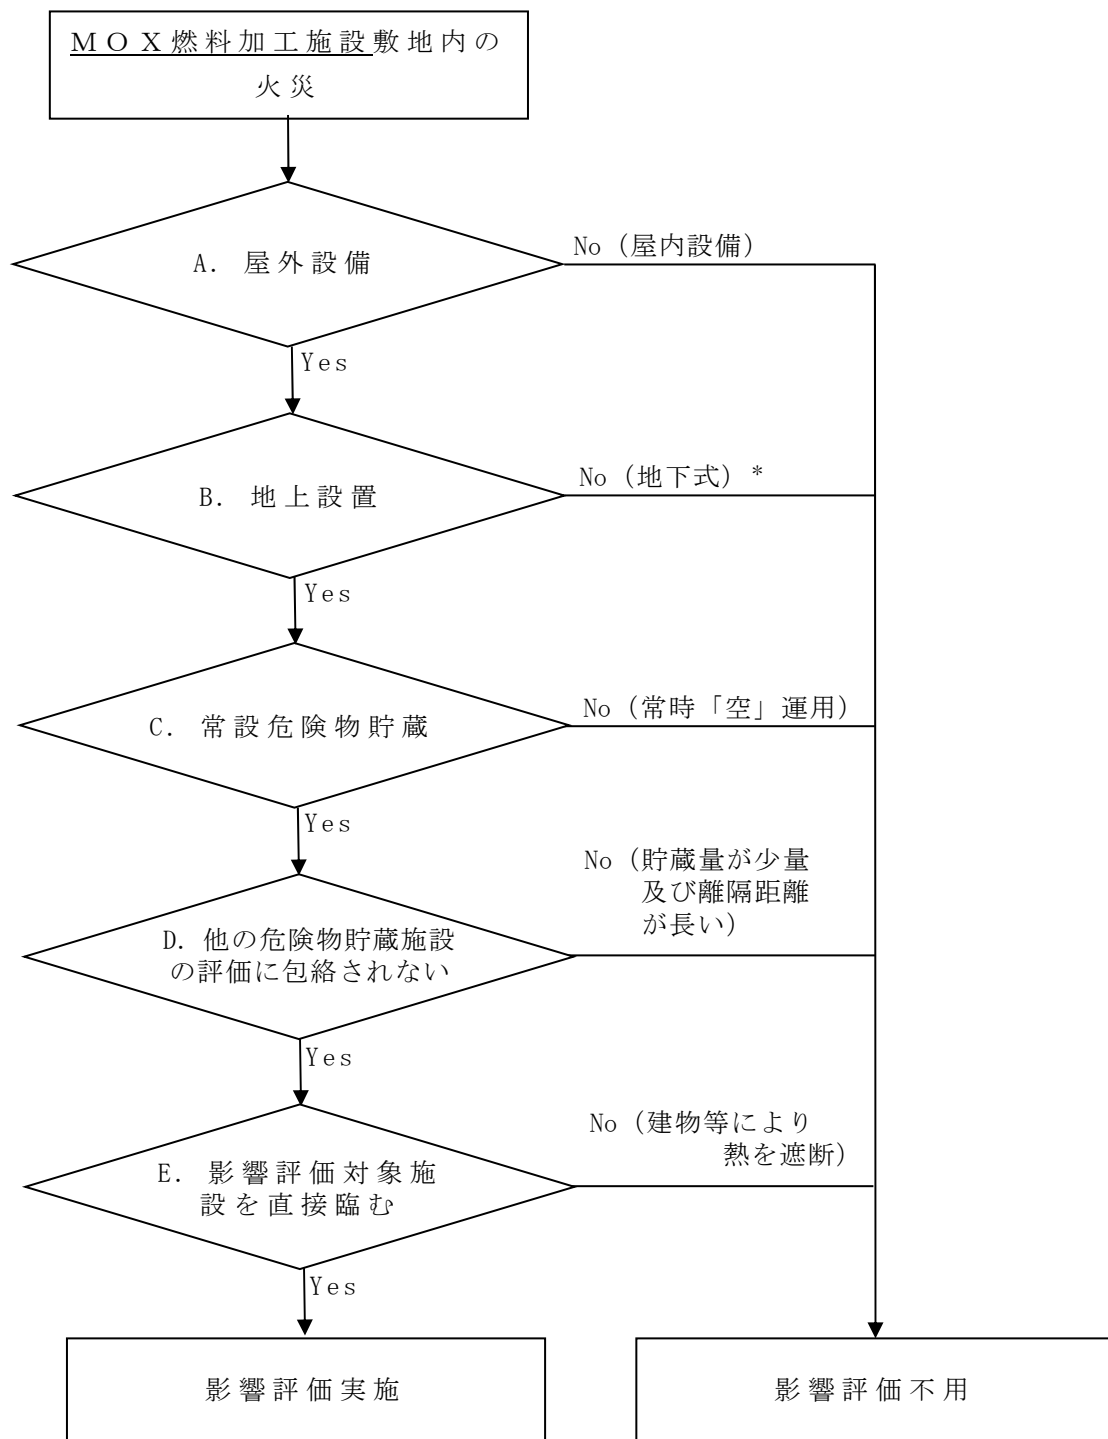 MOX燃料加工施設敷地内の
火災
A. 屋外設備
No（屋内設備）
Yes
B. 地上設置
No（地下式）*
Yes
C. 常設危険物貯蔵
No（常時「空」運用）
Yes
D. 他の危険物貯蔵施設
の評価に包絡されない
No（貯蔵量が少量
及び離隔距離
が長い）
Yes
E. 影響評価対象施
設を直接臨む
No（建物等により
熱を遮断）
Yes
影響評価実施
影響評価不用